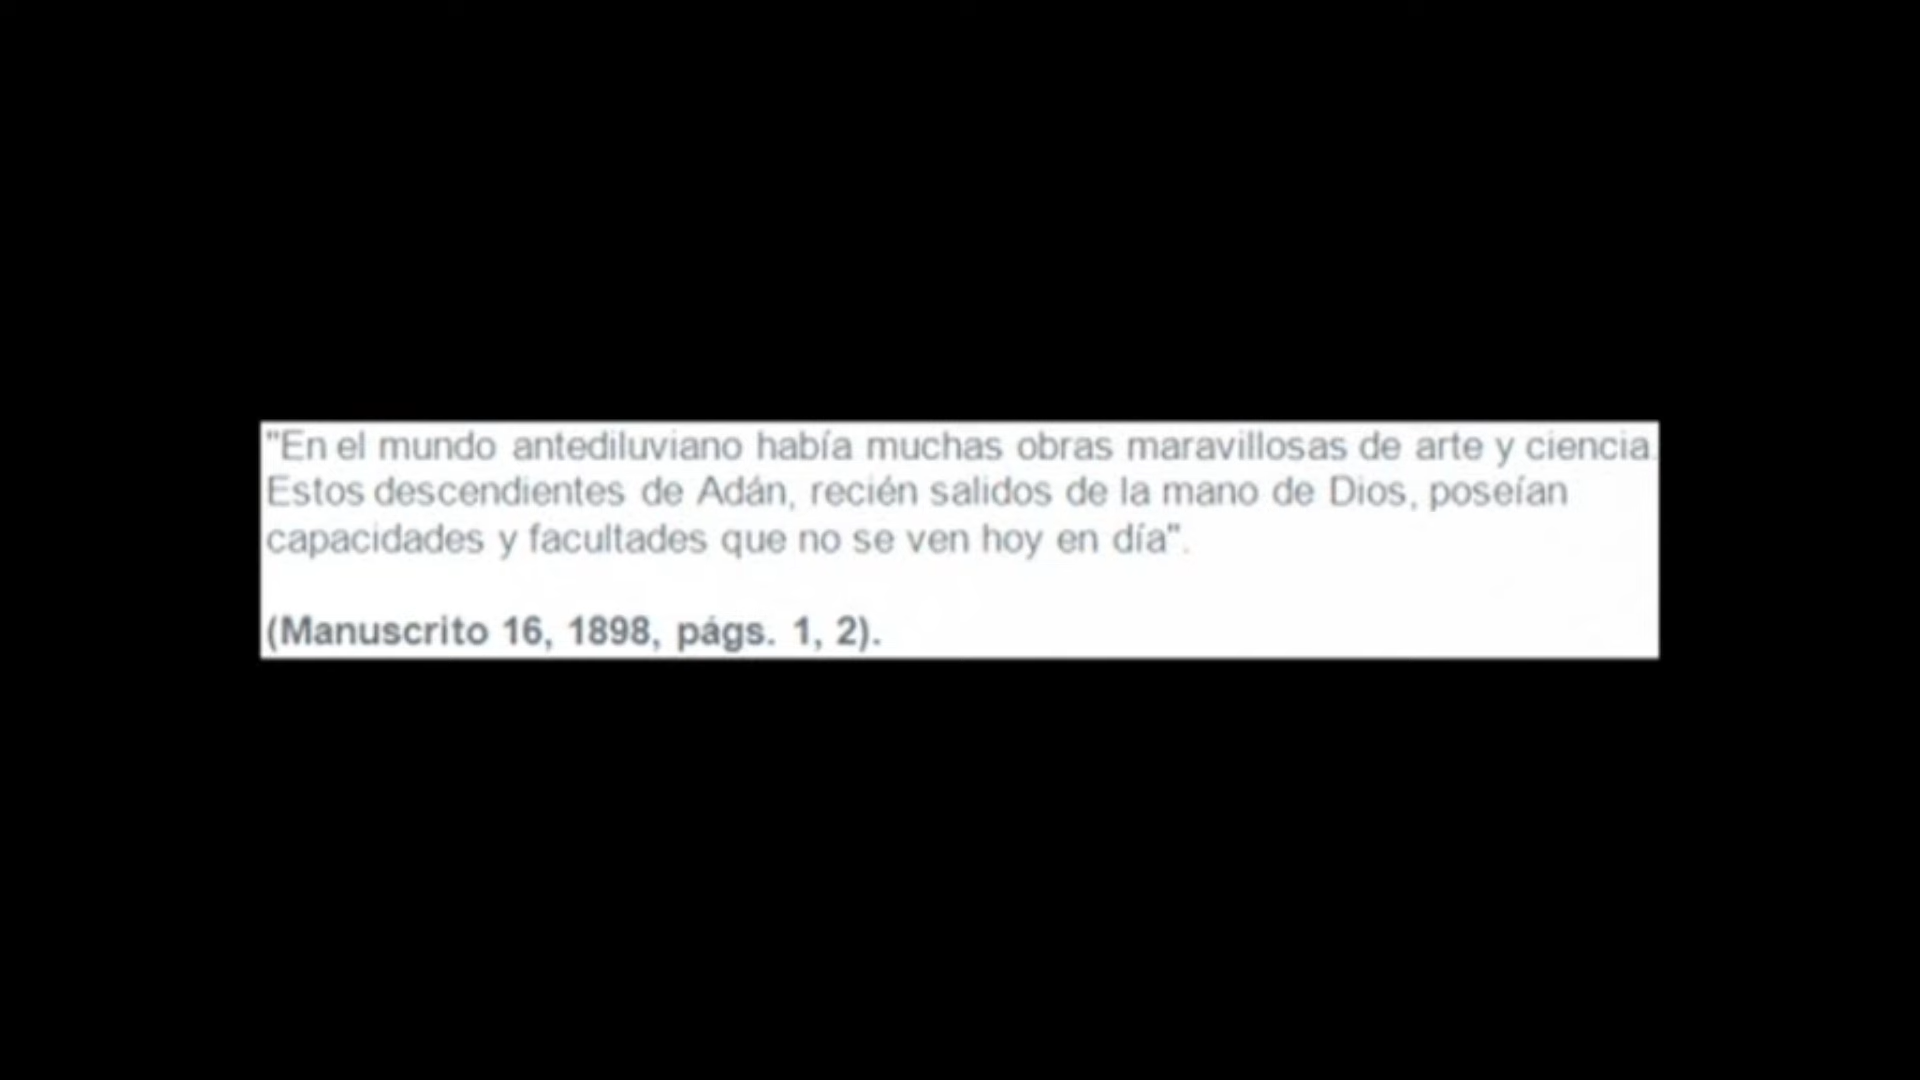 "En el mundo antediluviano había muchas obras maravillosas de arte y ciencia.
Estos descendientes de Adán, recién salidos de la mano de Dios, poseían
capacidades y facultades que no se ven hoy en día".
(Manuscrito 16, 1898, págs. 1, 2).